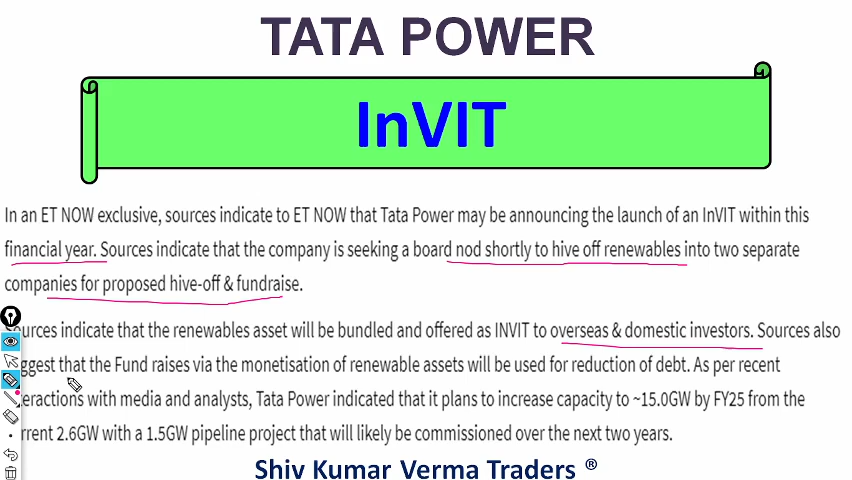 TATA POWER
InVIT
In an ET NOW exclusive, sources indicate to ET NOW that Tata Power may be announcing the launch of an InVIT within this
financial year. Sources indicate that the company is seeking a board nod shortly to hive off renewables into two separate
companies for proposed hive-off & fundraise.
ources indicate that the renewables asset will be bundled and offered as INVIT to overseas & domestic investors. Sources also
ggest that the Fund raises via the monetisation of renewable assets will be used for reduction of debt. As per recent
eractions with media and analysts, Tata Power indicated that it plans to increase capacity to ~15.0GW by FY25 from the
rrent 2.6GW with a 1.5GW pipeline project that will likely be commissioned over the next two years.
Shiv Kumar Verma Traders ®